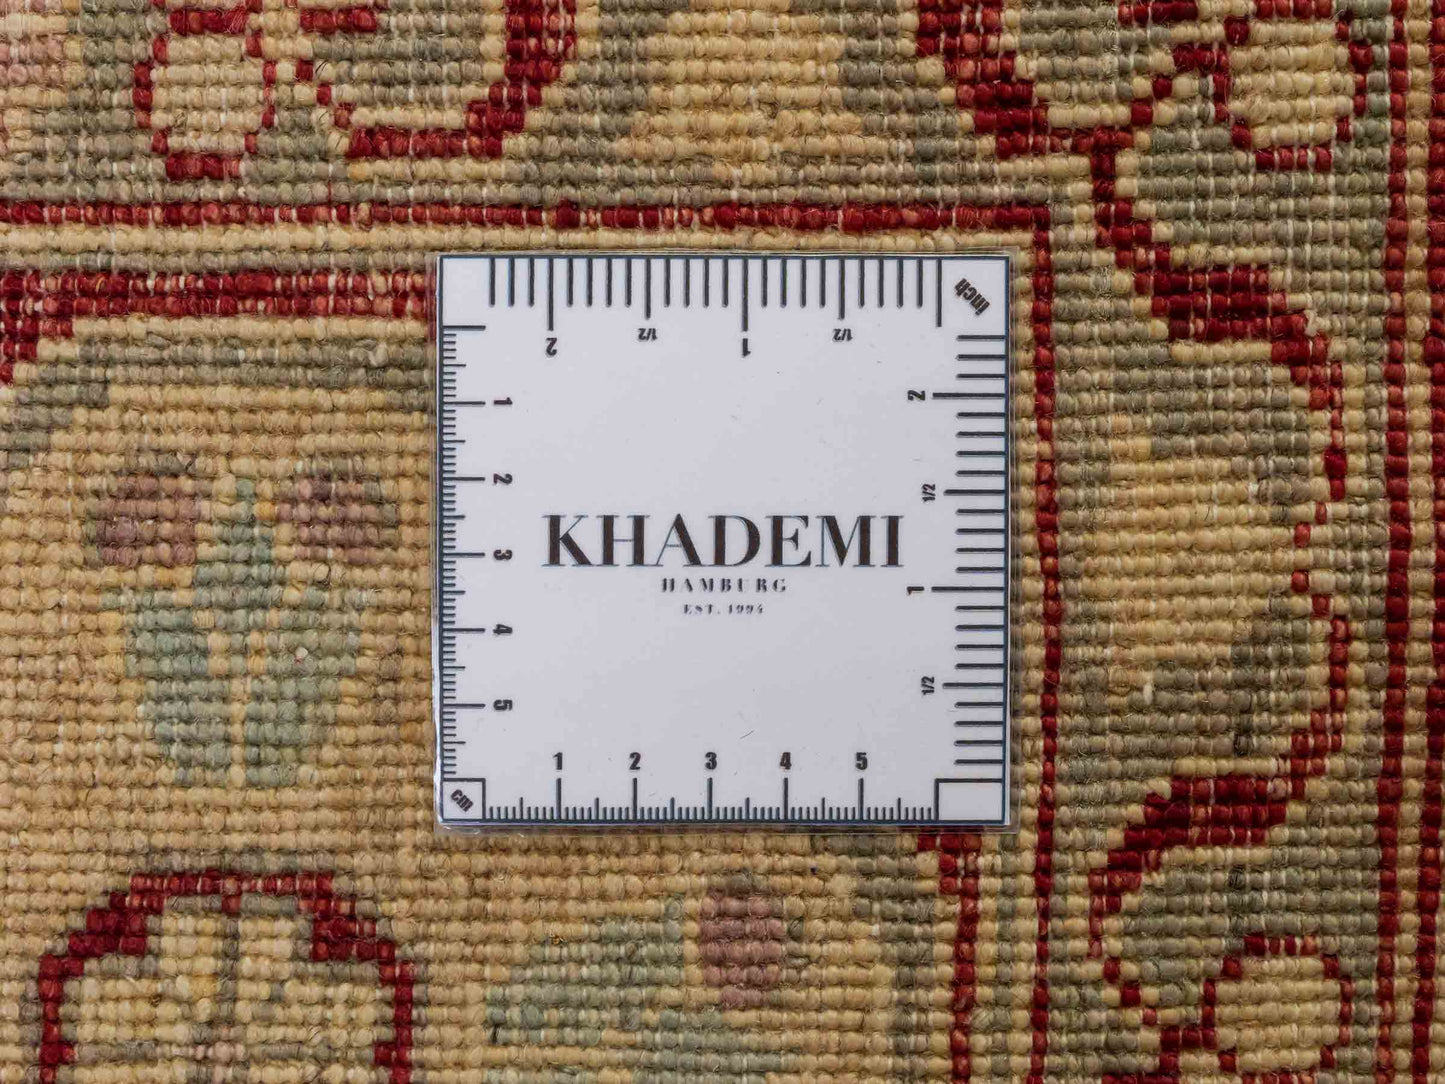 2 1/2 1 1/2 inch
1 2
2 1/2
3 KHADEMI 1
HAMBURG
EST. 1994
4 1/2
5
cm 1 2 3 4 5